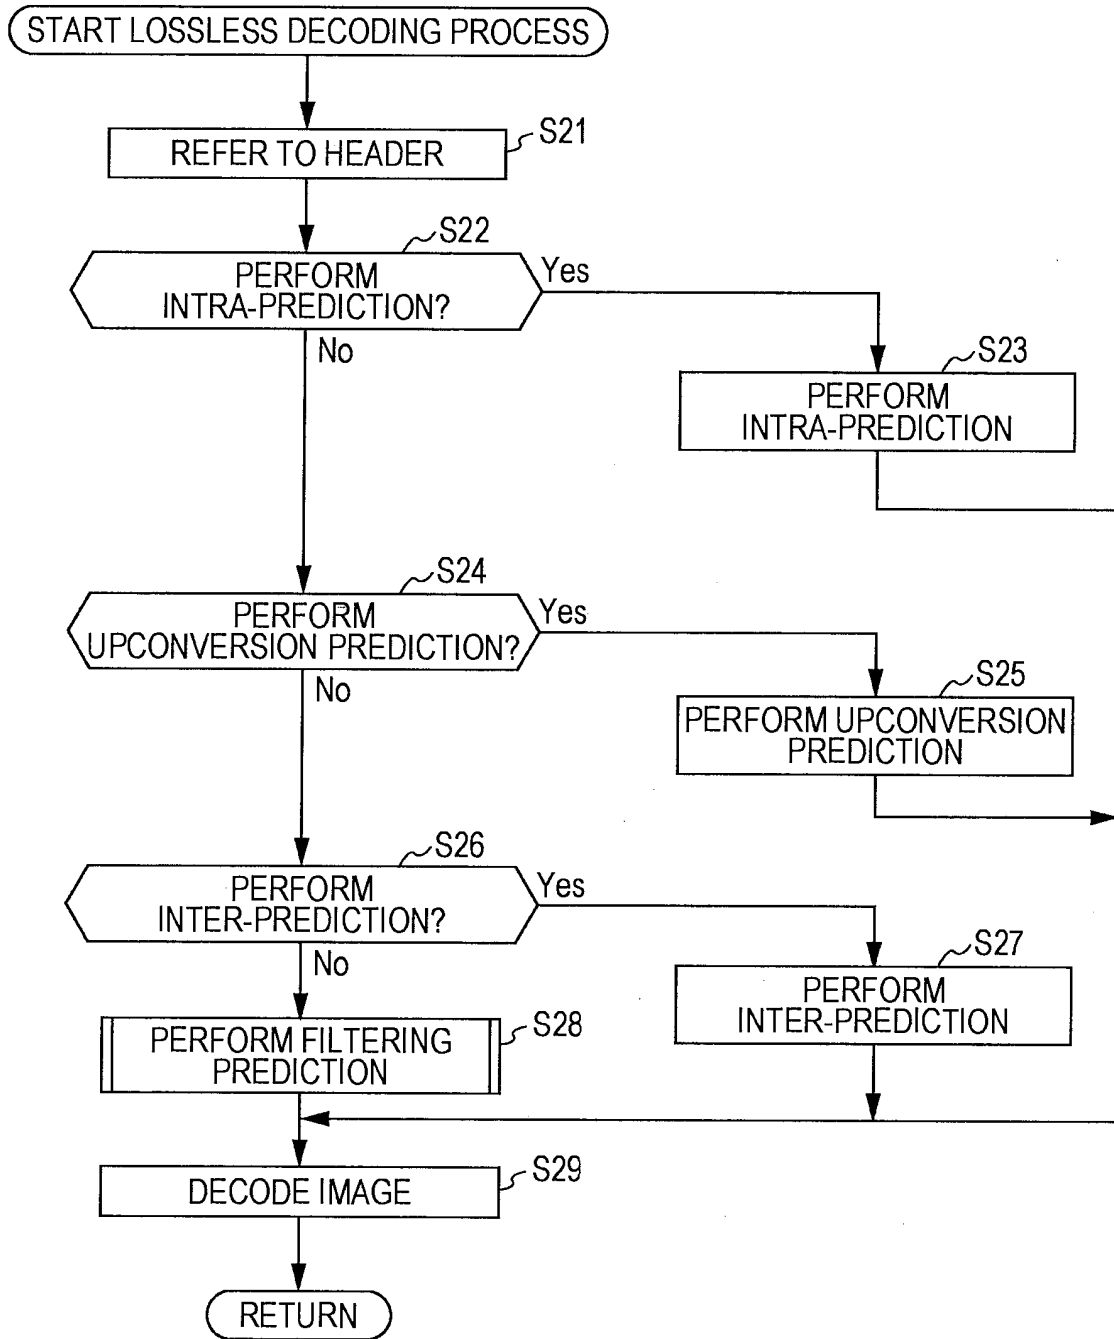 START LOSSLESS DECODING PROCESS
S21
REFER TO HEADER
S22
PERFORM
INTRA-PREDICTION?
Yes
No
S23
PERFORM
INTRA-PREDICTION
S24
PERFORM
UPCONVERSION PREDICTION?
Yes
No
S25
PERFORM UPCONVERSION
PREDICTION
S26
PERFORM
INTER-PREDICTION?
Yes
No
S27
PERFORM
INTER-PREDICTION
S28
PERFORM FILTERING
PREDICTION
S29
DECODE IMAGE
RETURN